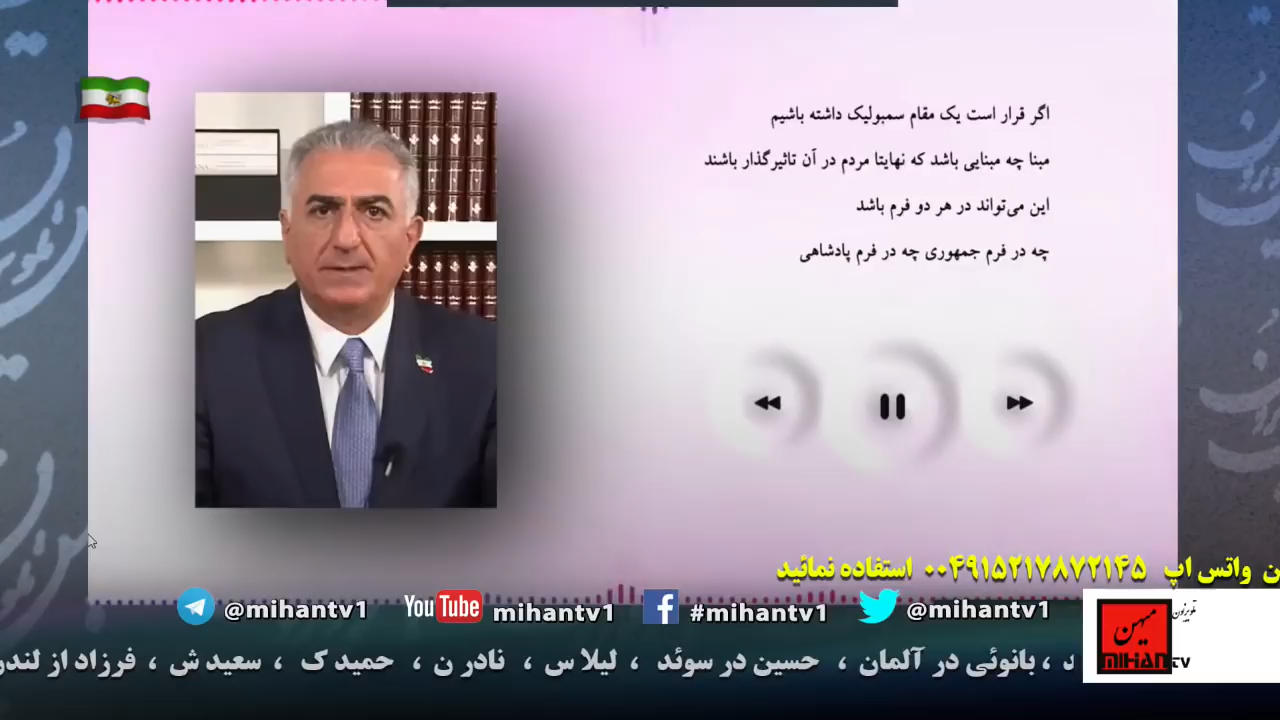 اگر قرار است یک مقام سمبولیک داشته باشیم
مبنا چه مبنایی باشد که نهایتا مردم در آن تاثیرگذار باشند
این می‌تواند در هر دو فرم باشد
چه در فرم جمهوری چه در فرم پادشاهی
واتس اپ ۰۰۴۹۱۵۲۱۷۸۷۲۱۴۵ استفاده نمائید
@mihantv1 YouTube mihantv1 f #mihantv1 @mihantv1
، بانوئی در آلمان ، حسین در سوئد ، لیلا س ، نادر ن ، حمید ک ، سعید ش ، فرزاد از لندر
تلویزیون
میهن
MIHAN TV